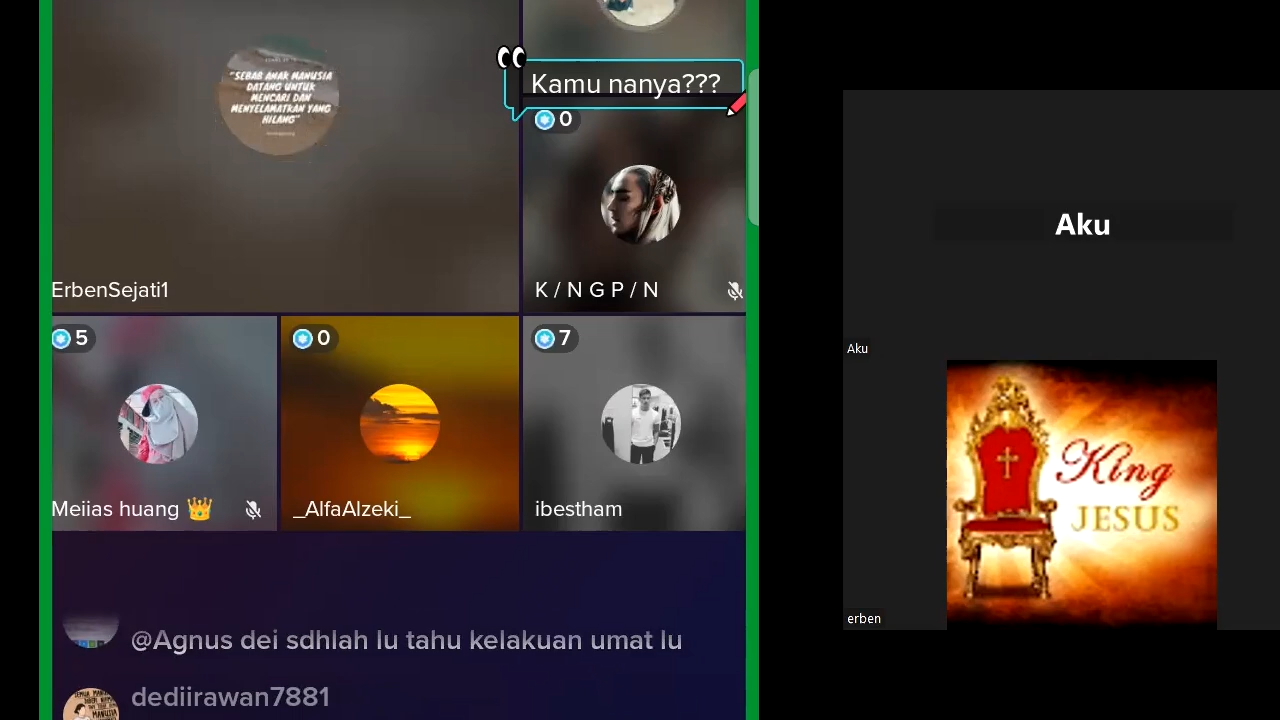 "SEBAB ANAK MANUSIA
DATANG UNTUK
MENCARI DAN
MENYELAMATKAN YANG
HILANG"
ErbenSejati1
Kamu nanya???
0
K / N G P / N
5
Meiias huang
0
_AlfaAlzeki_
7
ibestham
@Agnus dei sdhlah lu tahu kelakuan umat lu
dediirawan7881
Aku
Aku
King
JESUS
erben